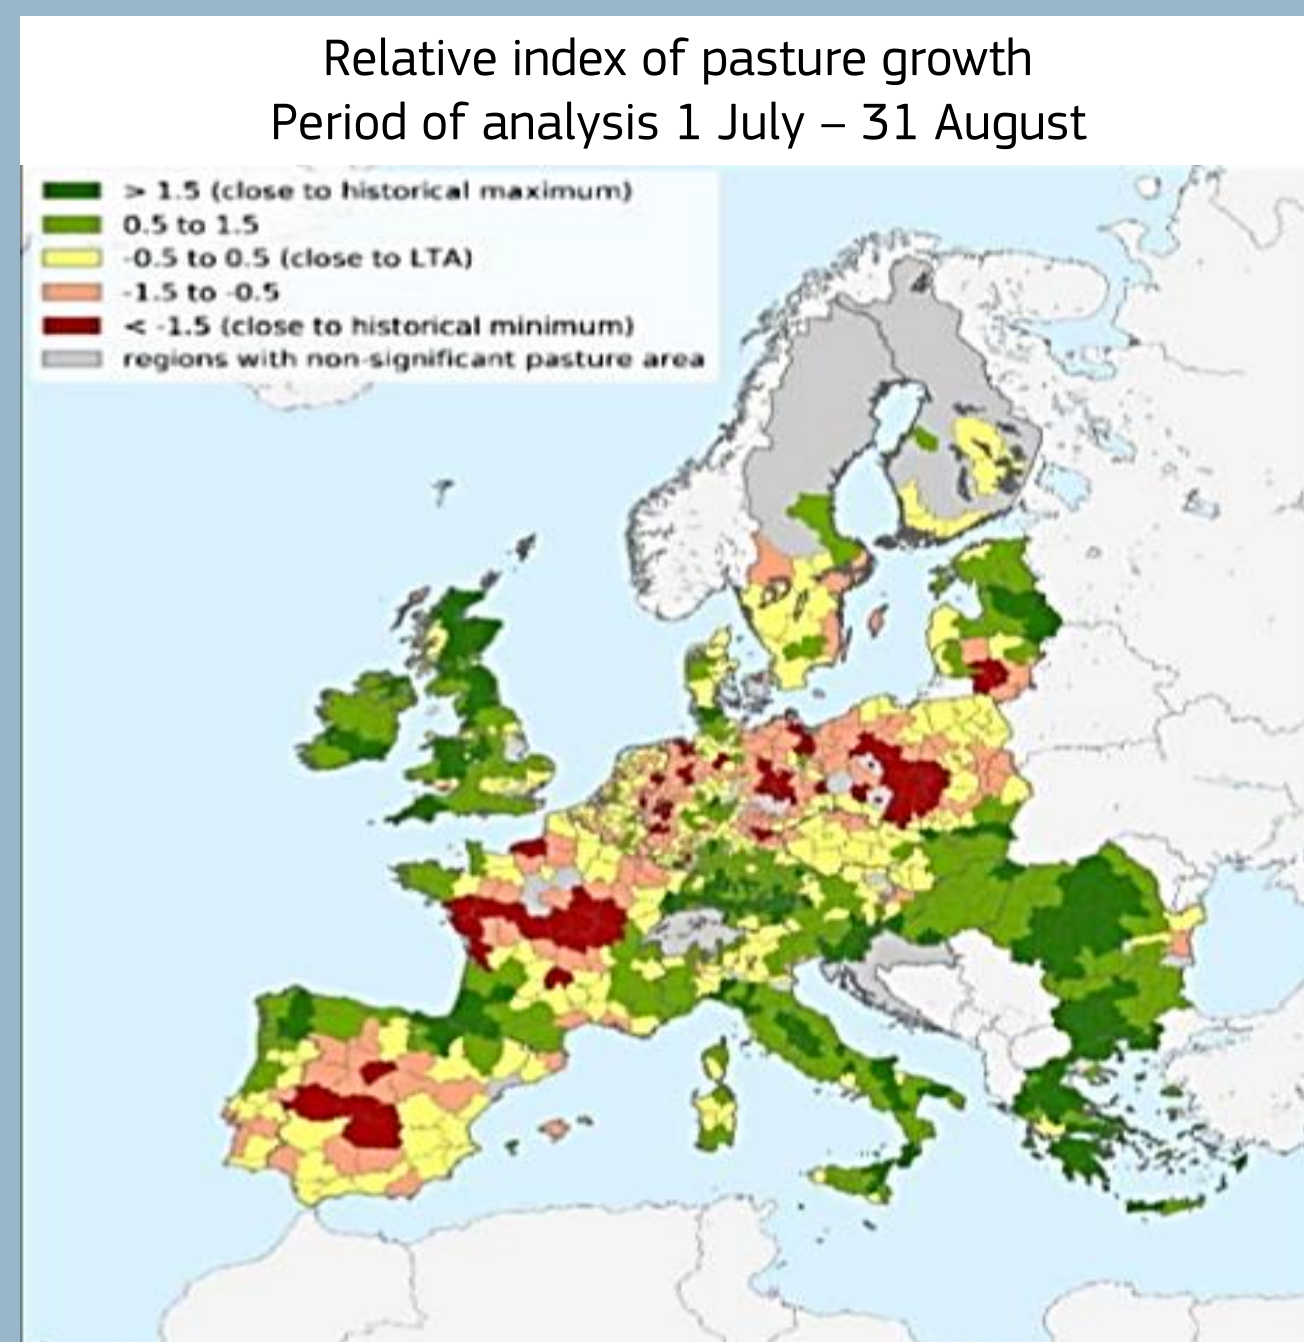 Relative index of pasture growth
Period of analysis 1 July – 31 August
> 1.5 (close to historical maximum)
0.5 to 1.5
-0.5 to 0.5 (close to LTA)
-1.5 to -0.5
< -1.5 (close to historical minimum)
regions with non-significant pasture area